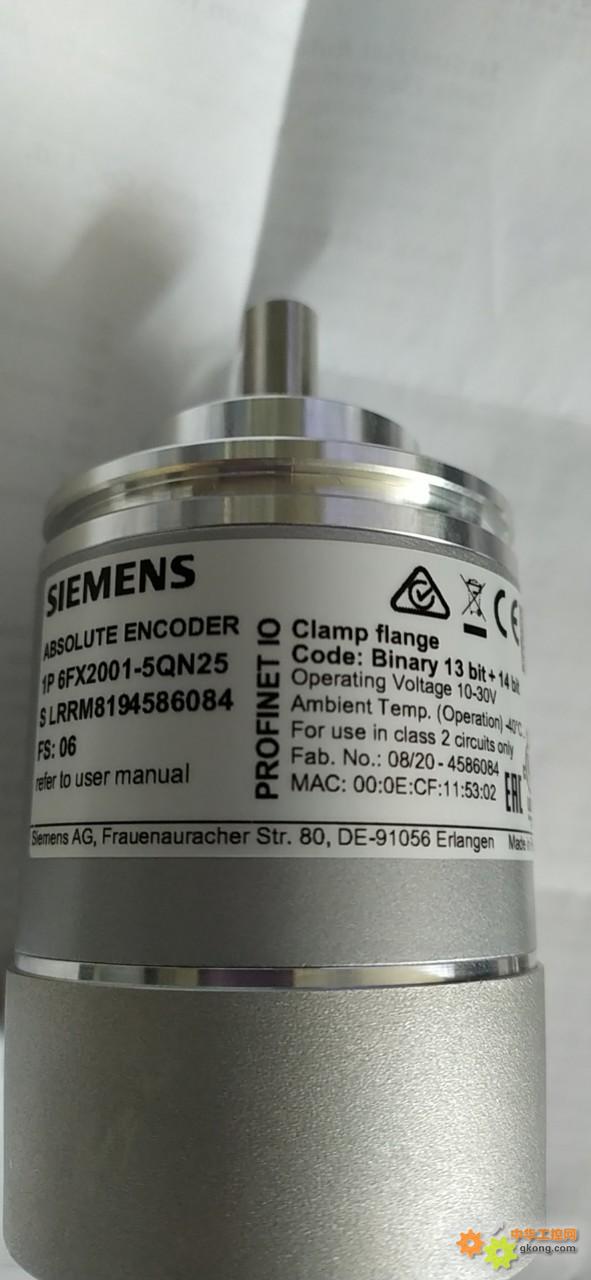 SIEMENS
ABSOLUTE ENCODER
1P 6FX2001-5QN25
S LRRM8194586084
FS: 06
refer to user manual
PROFINET IO
Clamp flange
Code: Binary 13 bit + 14 bit
Operating Voltage 10-30V
Ambient Temp. (Operation) -40°C
For use in class 2 circuits only
Fab. No.: 08/20 - 4586084
MAC: 00:0E:CF:11:53:02
CE
EAC
Siemens AG, Frauenauracher Str. 80, DE-91056 Erlangen
Made in
中华工控网
gkong.com